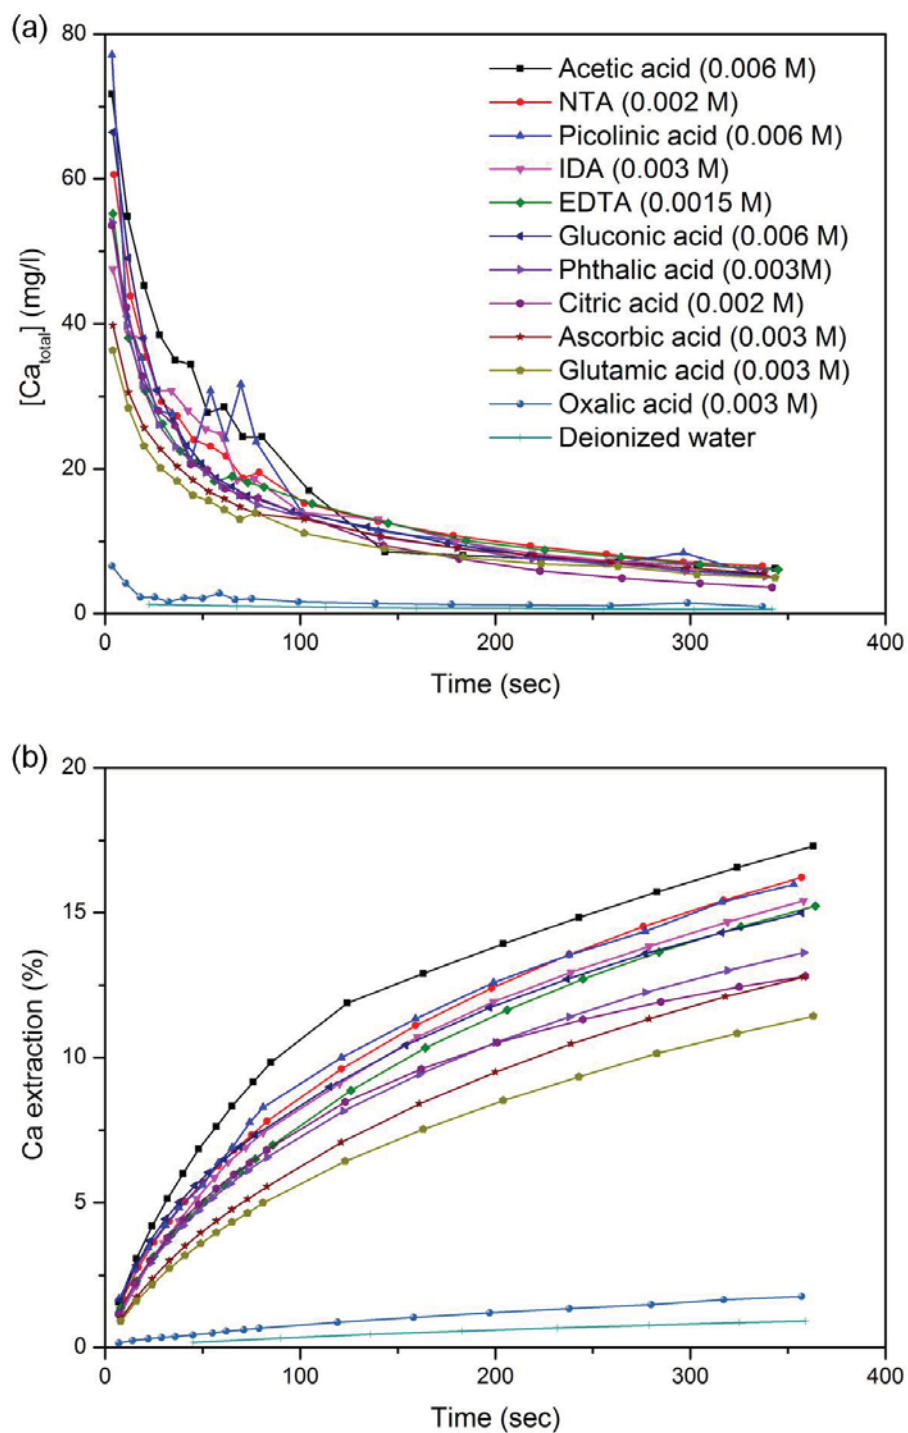 (a)
80
60
40
20
0
[Ca_total] (mg/l)
Acetic acid (0.006 M)
NTA (0.002 M)
Picolinic acid (0.006 M)
IDA (0.003 M)
EDTA (0.0015 M)
Gluconic acid (0.006 M)
Phthalic acid (0.003M)
Citric acid (0.002 M)
Ascorbic acid (0.003 M)
Glutamic acid (0.003 M)
Oxalic acid (0.003 M)
Deionized water
0 100 200 300 400
Time (sec)
(b)
20
15
10
5
0
Ca extraction (%)
0 100 200 300 400
Time (sec)